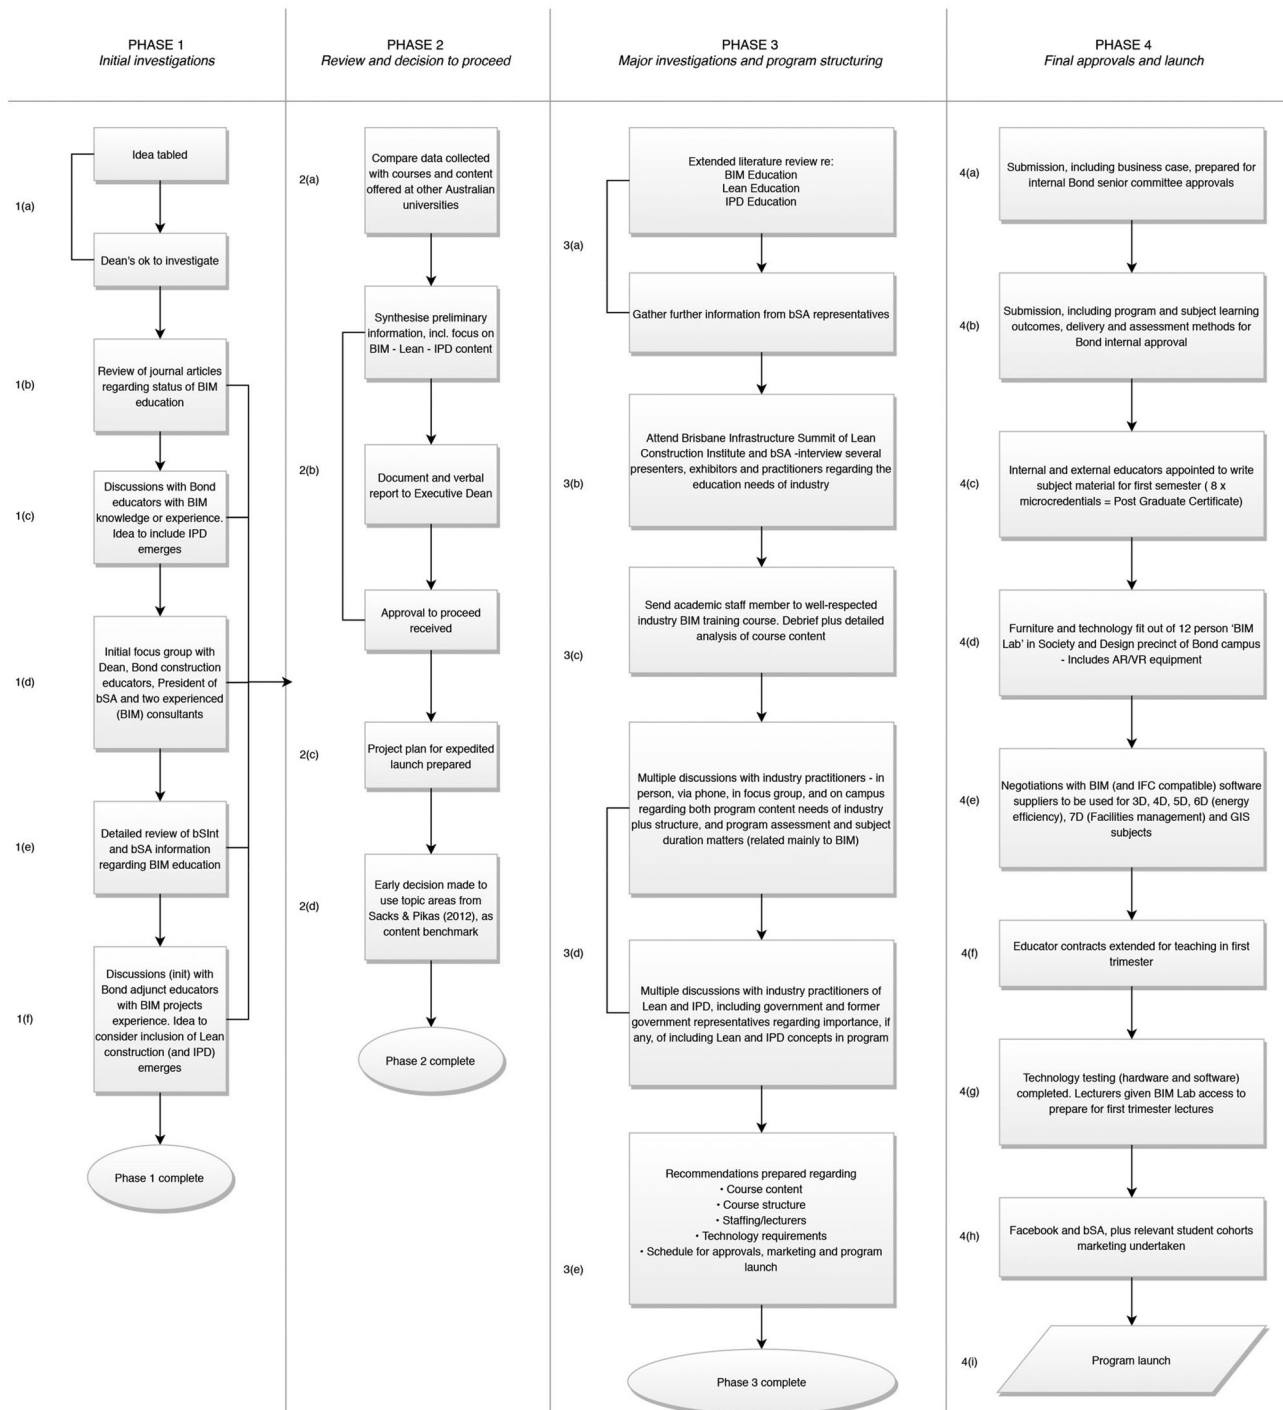 PHASE 1
Initial investigations
1(a)
Idea tabled
Dean's ok to investigate
1(b)
Review of journal articles
regarding status of BIM
education
1(c)
Discussions with Bond
educators with BIM
knowledge or experience.
Idea to include IPD
emerges
1(d)
Initial focus group with
Dean, Bond construction
educators, President of
bSA and two experienced
(BIM) consultants
1(e)
Detailed review of bSInt
and bSA information
regarding BIM education
1(f)
Discussions (init) with
Bond adjunct educators
with BIM projects
experience. Idea to
consider inclusion of Lean
construction (and IPD)
emerges
Phase 1 complete
PHASE 2
Review and decision to proceed
2(a)
Compare data collected
with courses and content
offered at other Australian
universities
2(b)
Synthesise preliminary
information, incl. focus on
BIM - Lean - IPD content
Document and verbal
report to Executive Dean
Approval to proceed
received
2(c)
Project plan for expedited
launch prepared
2(d)
Early decision made to
use topic areas from
Sacks & Pikas (2012), as
content benchmark
Phase 2 complete
PHASE 3
Major investigations and program structuring
3(a)
Extended literature review re:
BIM Education
Lean Education
IPD Education
Gather further information from bSA representatives
3(b)
Attend Brisbane Infrastructure Summit of Lean
Construction Institute and bSA -interview several
presenters, exhibitors and practitioners regarding the
education needs of industry
3(c)
Send academic staff member to well-respected
industry BIM training course. Debrief plus detailed
analysis of course content
3(d)
Multiple discussions with industry practitioners - in
person, via phone, in focus group, and on campus
regarding both program content needs of industry
plus structure, and program assessment and subject
duration matters (related mainly to BIM)
Multiple discussions with industry practitioners of
Lean and IPD, including government and former
government representatives regarding importance, if
any, of including Lean and IPD concepts in program
3(e)
Recommendations prepared regarding
• Course content
• Course structure
• Staffing/lecturers
• Technology requirements
• Schedule for approvals, marketing and program
launch
Phase 3 complete
PHASE 4
Final approvals and launch
4(a)
Submission, including business case, prepared for
internal Bond senior committee approvals
4(b)
Submission, including program and subject learning
outcomes, delivery and assessment methods for
Bond internal approval
4(c)
Internal and external educators appointed to write
subject material for first semester ( 8 x
microcredentials = Post Graduate Certificate)
4(d)
Furniture and technology fit out of 12 person ‘BIM
Lab’ in Society and Design precinct of Bond campus
- Includes AR/VR equipment
4(e)
Negotiations with BIM (and IFC compatible) software
suppliers to be used for 3D, 4D, 5D, 6D (energy
efficiency), 7D (Facilities management) and GIS
subjects
4(f)
Educator contracts extended for teaching in first
trimester
4(g)
Technology testing (hardware and software)
completed. Lecturers given BIM Lab access to
prepare for first trimester lectures
4(h)
Facebook and bSA, plus relevant student cohorts
marketing undertaken
4(i)
Program launch